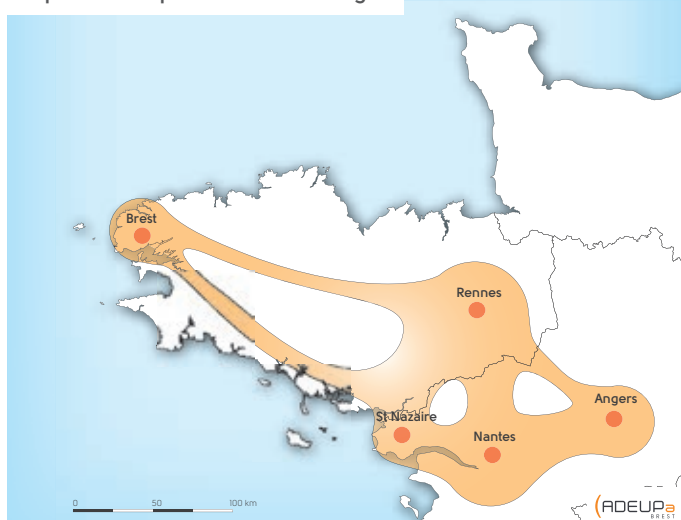 Brest
Rennes
Angers
St Nazaire
Nantes
0 50 100 km
ADEUPa
BREST